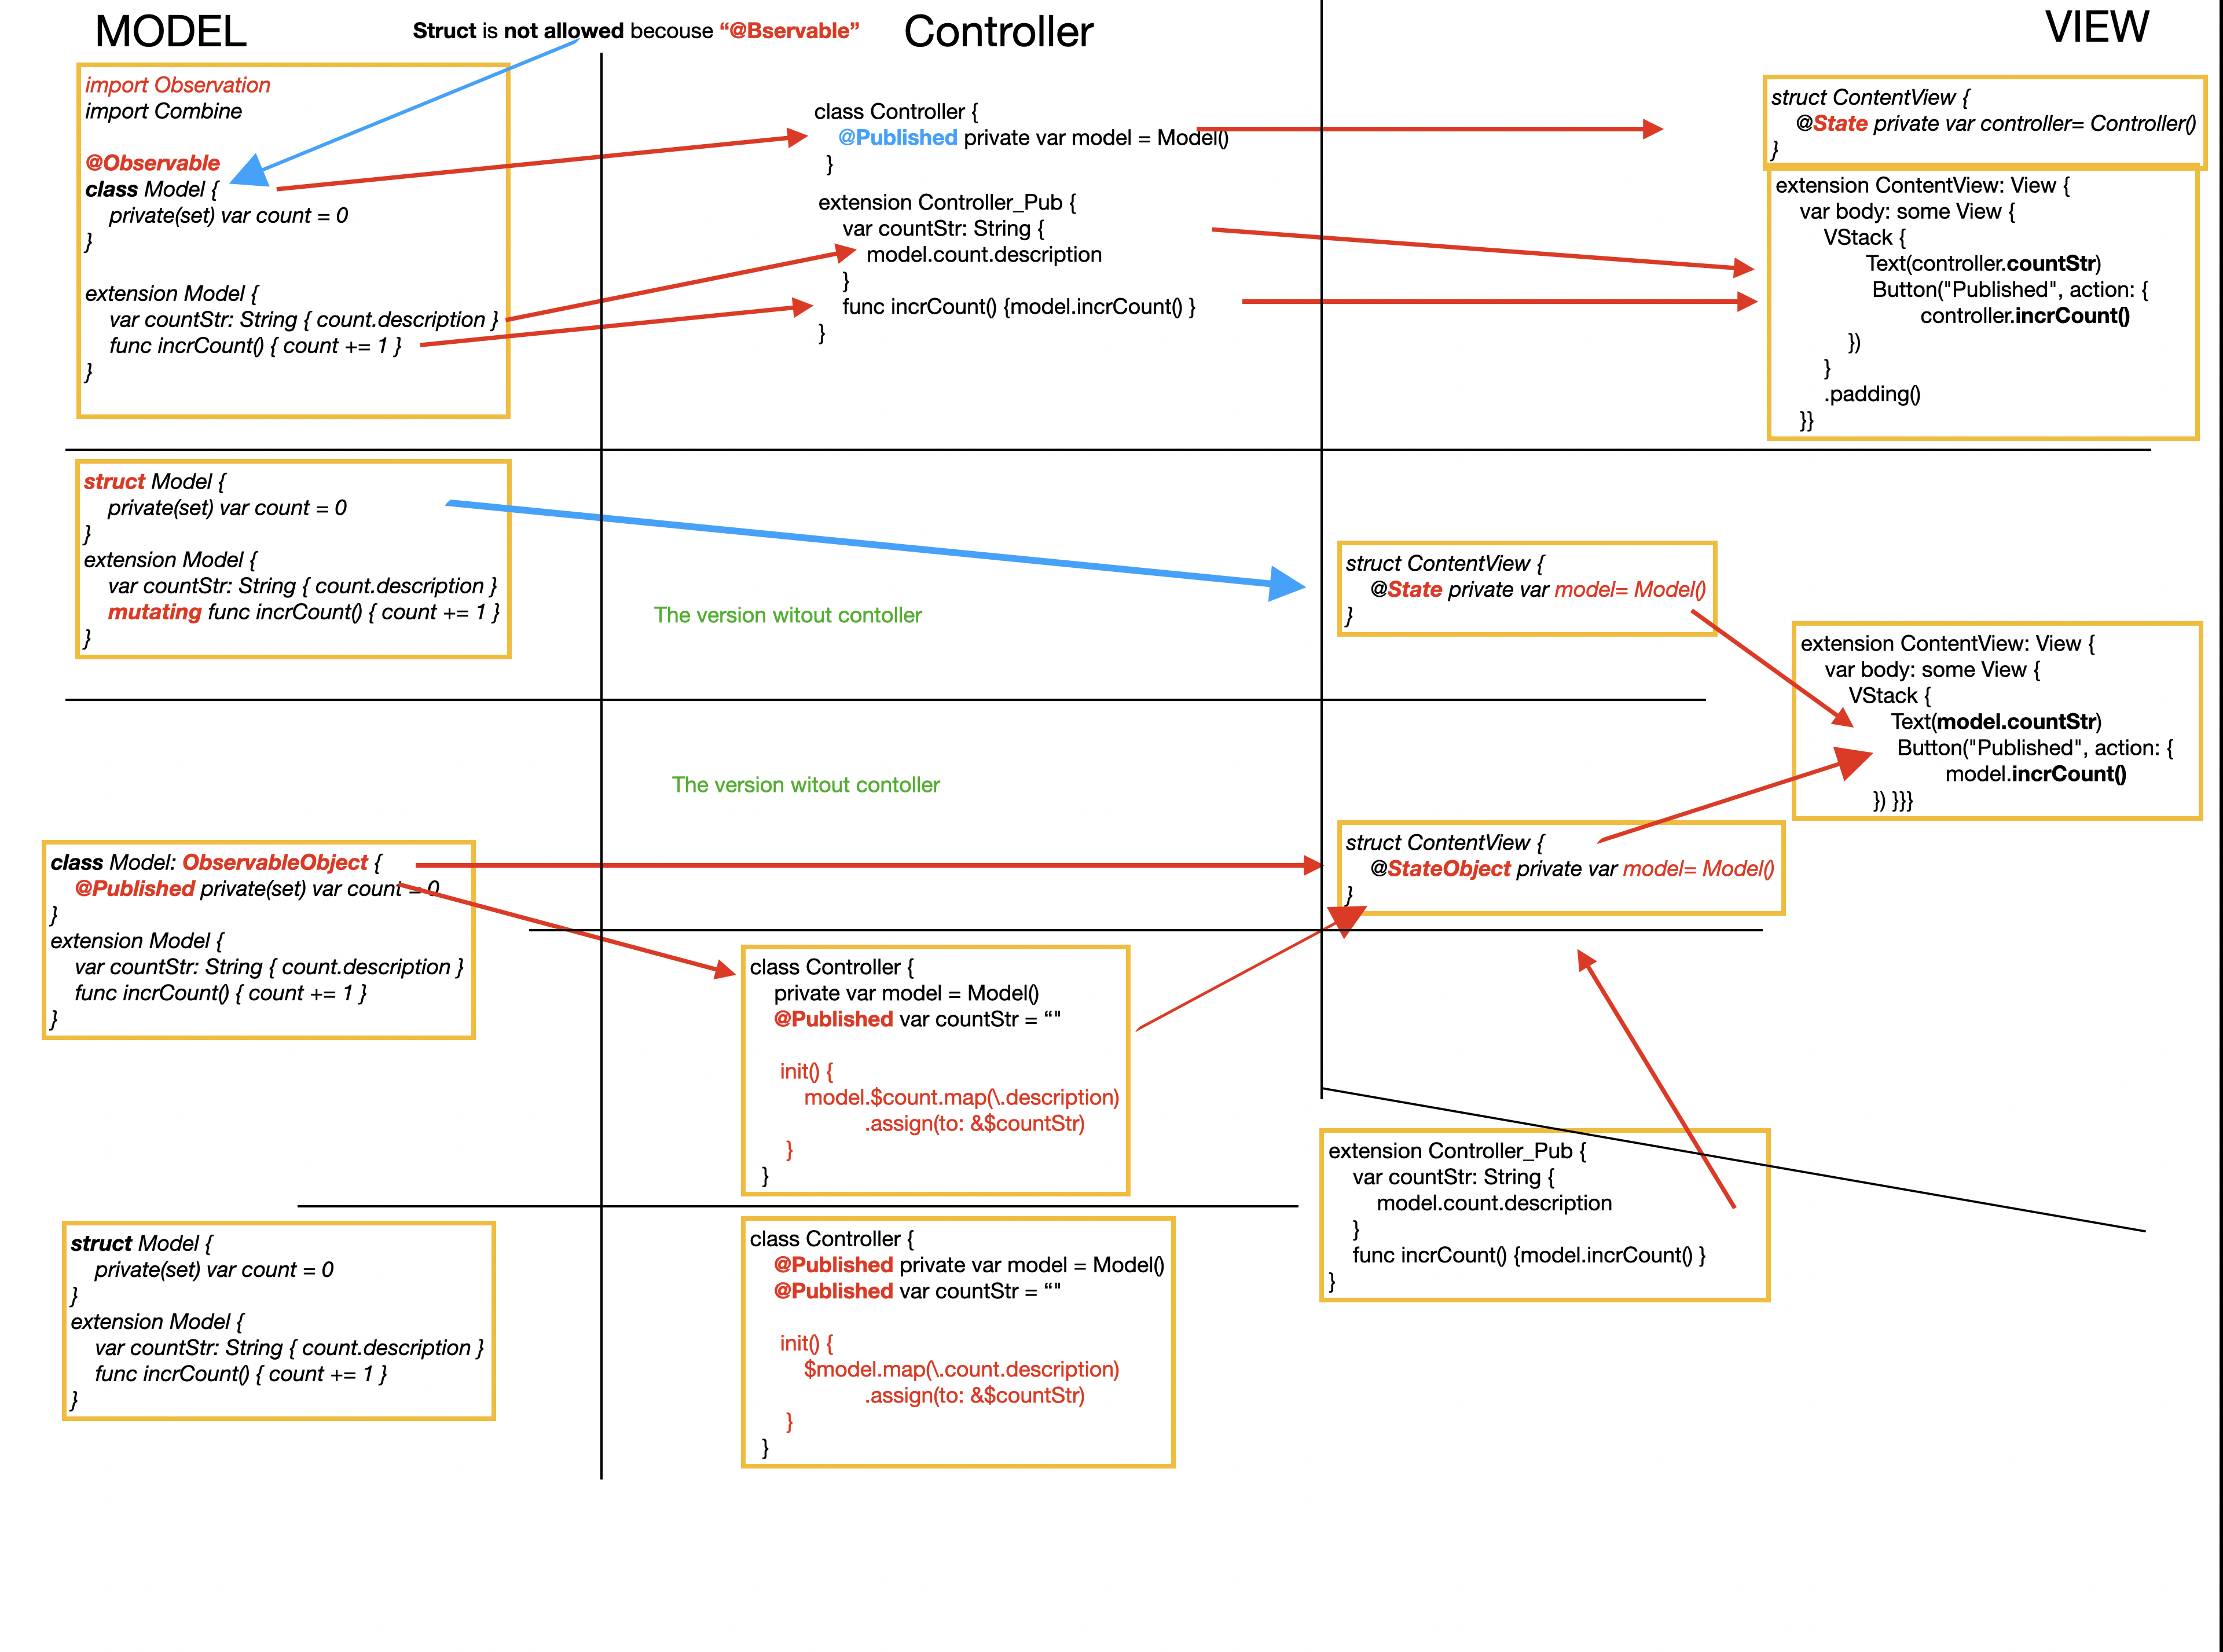 MODEL
Struct is not allowed becouse “@Bservable”
Controller
VIEW
import Observation
import Combine
@Observable
class Model {
private(set) var count = 0
}
extension Model {
var countStr: String { count.description }
func incrCount() { count += 1 }
}
class Controller {
@Published private var model = Model()
}
extension Controller_Pub {
var countStr: String {
model.count.description
}
func incrCount() {model.incrCount() }
}
struct ContentView {
@State private var controller= Controller()
}
extension ContentView: View {
var body: some View {
VStack {
Text(controller.countStr)
Button("Published", action: {
controller.incrCount()
})
}
.padding()
}}
struct Model {
private(set) var count = 0
}
extension Model {
var countStr: String { count.description }
mutating func incrCount() { count += 1 }
}
The version witout contoller
struct ContentView {
@State private var model= Model()
}
extension ContentView: View {
var body: some View {
VStack {
Text(model.countStr)
Button("Published", action: {
model.incrCount()
}) }}}
The version witout contoller
class Model: ObservableObject {
@Published private(set) var count = 0
}
extension Model {
var countStr: String { count.description }
func incrCount() { count += 1 }
}
struct ContentView {
@StateObject private var model= Model()
}
class Controller {
private var model = Model()
@Published var countStr = “"
init() {
model.$count.map(\.description)
.assign(to: &$countStr)
}
}
extension Controller_Pub {
var countStr: String {
model.count.description
}
func incrCount() {model.incrCount() }
}
struct Model {
private(set) var count = 0
}
extension Model {
var countStr: String { count.description }
func incrCount() { count += 1 }
}
class Controller {
@Published private var model = Model()
@Published var countStr = “"
init() {
$model.map(\.count.description)
.assign(to: &$countStr)
}
}